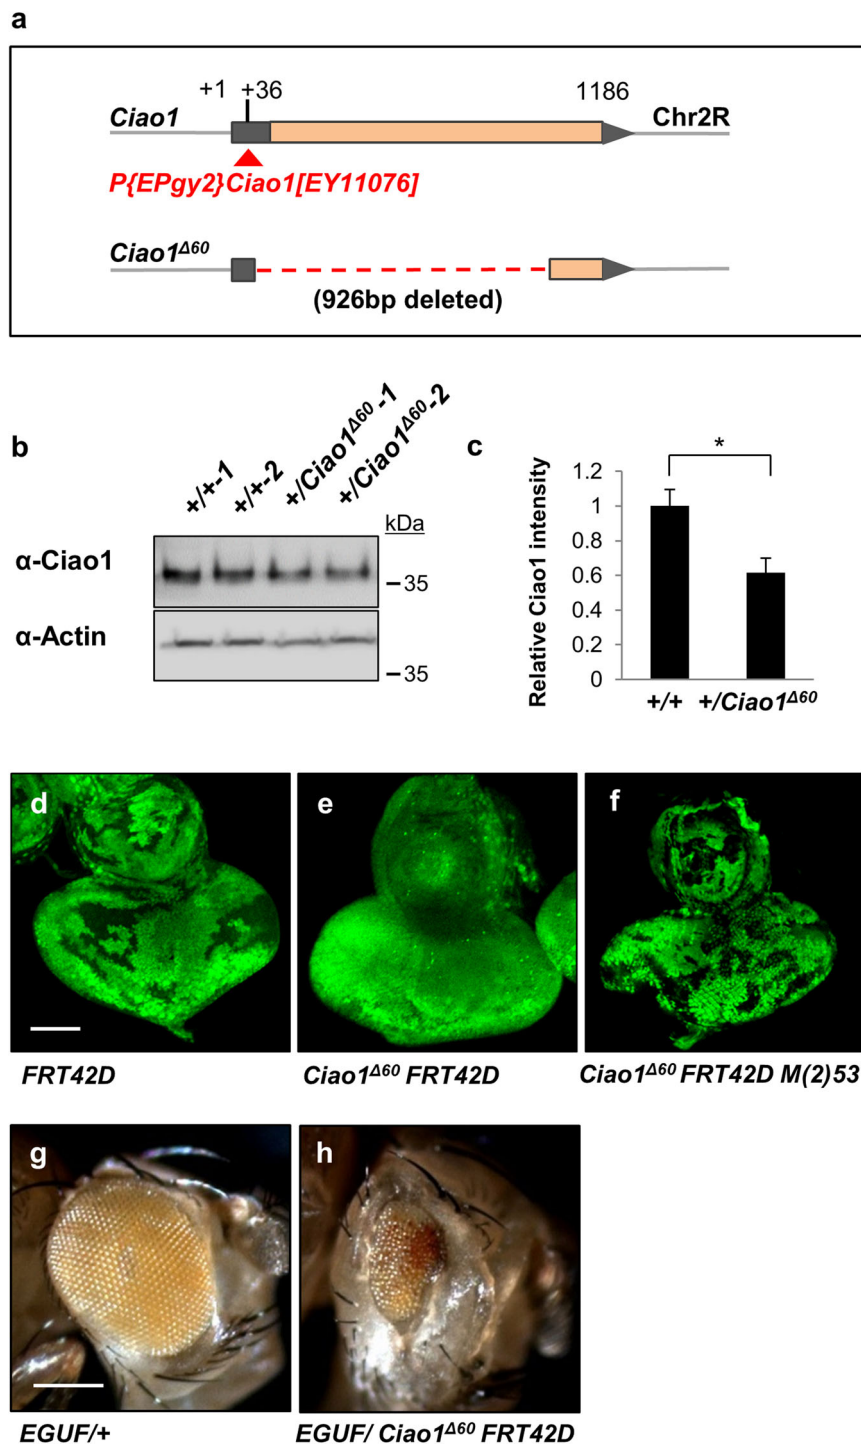 a
+1 +36 1186
Ciao1 Chr2R
P{EPgy2}Ciao1[EY11076]
Ciao1Δ60
(926bp deleted)
b
+/+-1 +/+-2 +/Ciao1Δ60-1 +/Ciao1Δ60-2
kDa
α-Ciao1
35
α-Actin
35
c
*
Relative Ciao1 intensity
1.2
1
0.8
0.6
0.4
0.2
0
+/+ +/Ciao1Δ60
d e f
FRT42D Ciao1Δ60 FRT42D Ciao1Δ60 FRT42D M(2)53
g h
EGUF/+ EGUF/ Ciao1Δ60 FRT42D